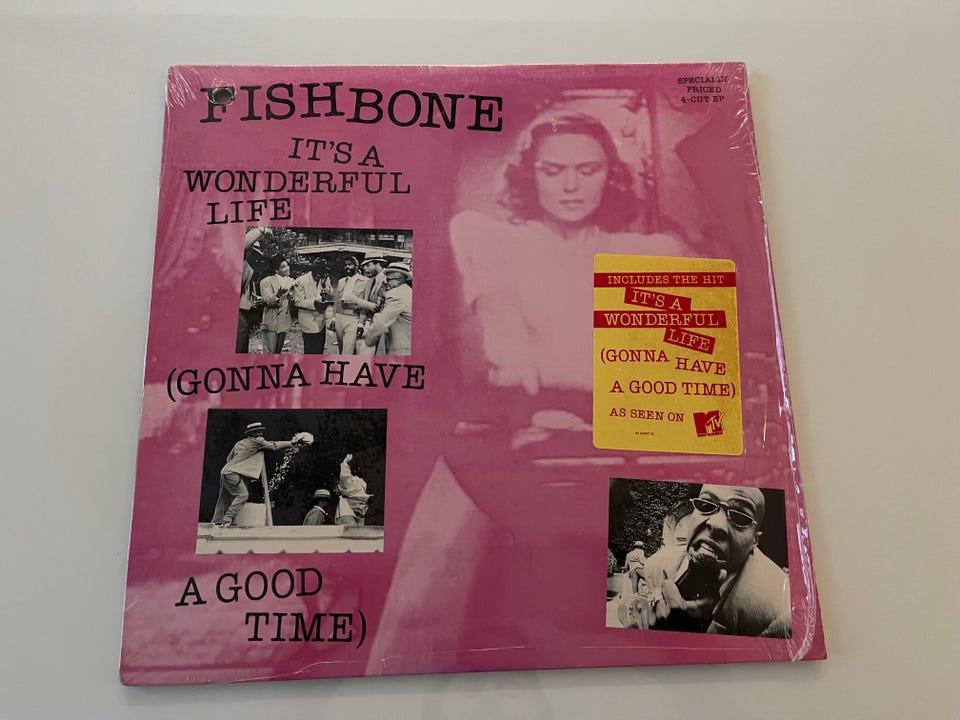 FISHBONE
IT'S A
WONDERFUL
LIFE
(GONNA HAVE
A GOOD
TIME)
SPECIALLY
PRICED
4-CUT EP
INCLUDES THE HIT
IT'S A
WONDERFUL
LIFE
(GONNA HAVE
A GOOD TIME)
AS SEEN ON MTV